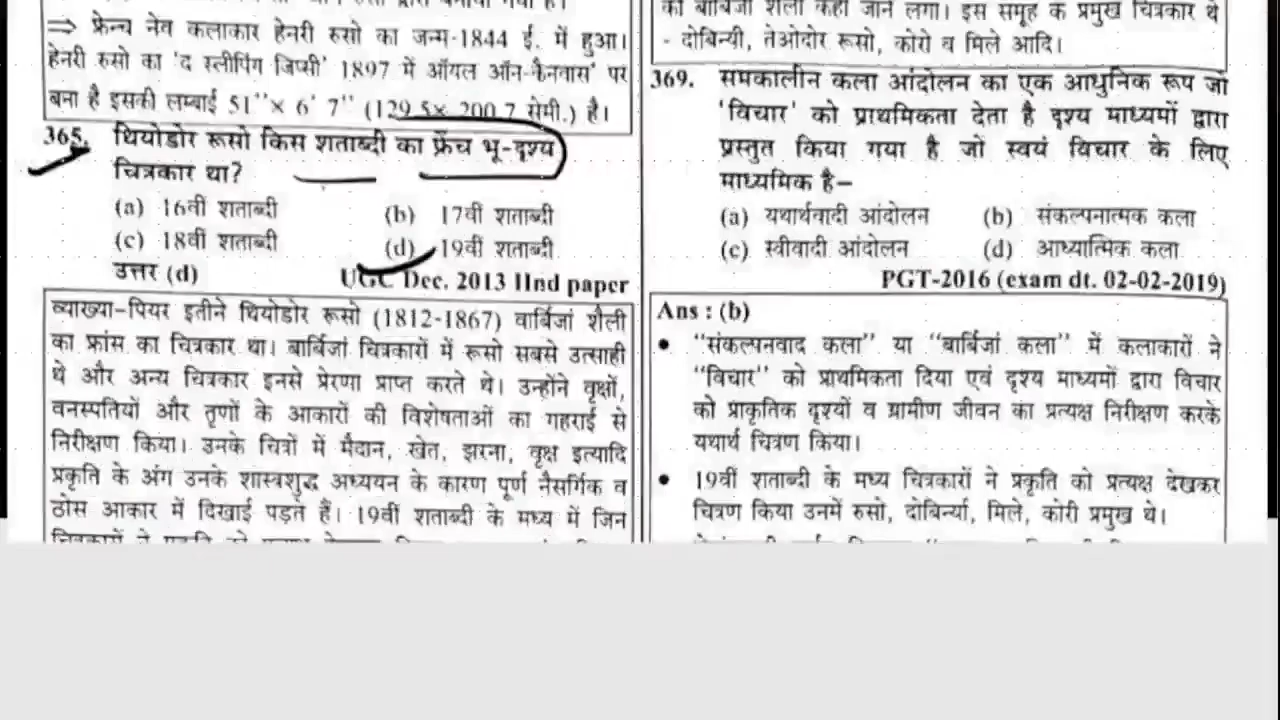 ⇒ फ्रेन्च नेव कलाकार हेनरी रुसो का जन्म-1844 ई. में हुआ।
हेनरी रुसो का 'द स्लीपिंग जिप्सी' 1897 में ऑयल ऑन-कैनवास' पर
बना है इसकी लम्बाई 51''× 6' 7'' (129.5× 200.7 सेमी.) है।
365. थियोडोर रूसो किस शताब्दी का फ्रेंच भू-दृश्य
चित्रकार था?
(a) 16वीं शताब्दी (b) 17वीं शताब्दी
(c) 18वीं शताब्दी (d) 19वीं शताब्दी
उत्तर (d) UGC Dec. 2013 IInd paper
व्याख्या-पियर इतीने थियोडोर रूसो (1812-1867) वार्बिजां शैली
का फ्रांस का चित्रकार था। बार्बिजां चित्रकारों में रूसो सबसे उत्साही
थे और अन्य चित्रकार इनसे प्रेरणा प्राप्त करते थे। उन्होंने वृक्षों,
वनस्पतियों और तृणों के आकारों की विशेषताओं का गहराई से
निरीक्षण किया। उनके चित्रों में मैदान, खेत, झरना, वृक्ष इत्यादि
प्रकृति के अंग उनके शास्त्रशुद्ध अध्ययन के कारण पूर्ण नैसर्गिक व
ठोस आकार में दिखाई पड़ते हैं। 19वीं शताब्दी के मध्य में जिन
को बार्बिजां शैली कहा जाने लगा। इस समूह के प्रमुख चित्रकार थे
- दोबिन्यी, तेओदोर रूसो, कोरो व मिले आदि।
369. समकालीन कला आंदोलन का एक आधुनिक रूप जो
'विचार' को प्राथमिकता देता है दृश्य माध्यमों द्वारा
प्रस्तुत किया गया है जो स्वयं विचार के लिए
माध्यमिक है–
(a) यथार्थवादी आंदोलन (b) संकल्पनात्मक कला
(c) स्त्रीवादी आंदोलन (d) आध्यात्मिक कला
PGT-2016 (exam dt. 02-02-2019)
Ans : (b)
• "संकल्पनवाद कला" या "बार्बिजां कला" में कलाकारों ने
"विचार" को प्राथमिकता दिया एवं दृश्य माध्यमों द्वारा विचार
को प्राकृतिक दृश्यों व ग्रामीण जीवन का प्रत्यक्ष निरीक्षण करके
यथार्थ चित्रण किया।
• 19वीं शताब्दी के मध्य चित्रकारों ने प्रकृति को प्रत्यक्ष देखकर
चित्रण किया उनमें रुसो, दोबिन्यी, मिले, कोरी प्रमुख थे।